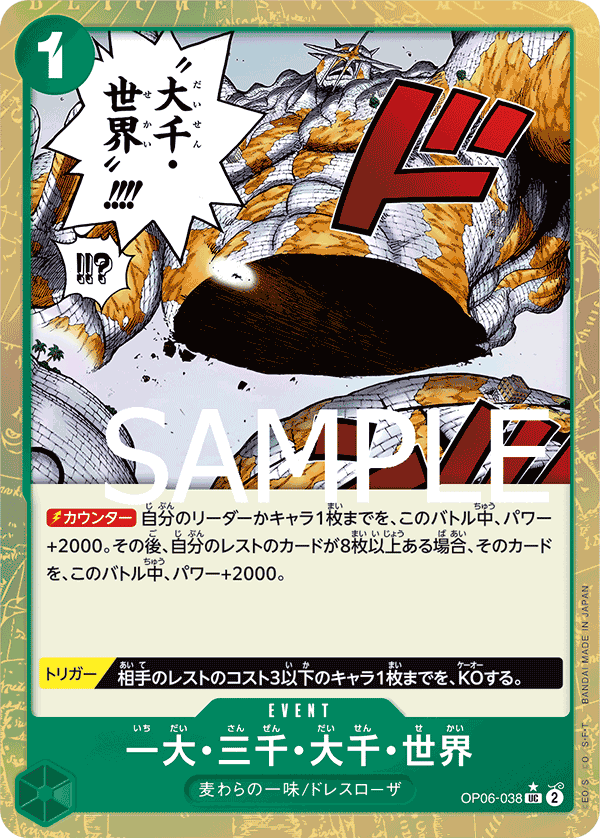 1
“大千・
世界”!!!!
!!?
ド
ド
SAMPLE
カウンター 自分のリーダーかキャラ1枚までを、このバトル中、パワー
+2000。その後、自分のレストのカードが8枚以上ある場合、そのカード
を、このバトル中、パワー+2000。
トリガー 相手のレストのコスト3以下のキャラ1枚までを、KOする。
EVENT
一大・三千・大千・世界
麦わらの一味/ドレスローザ
OP06-038 UC 2
BANDAI MADE IN JAPAN